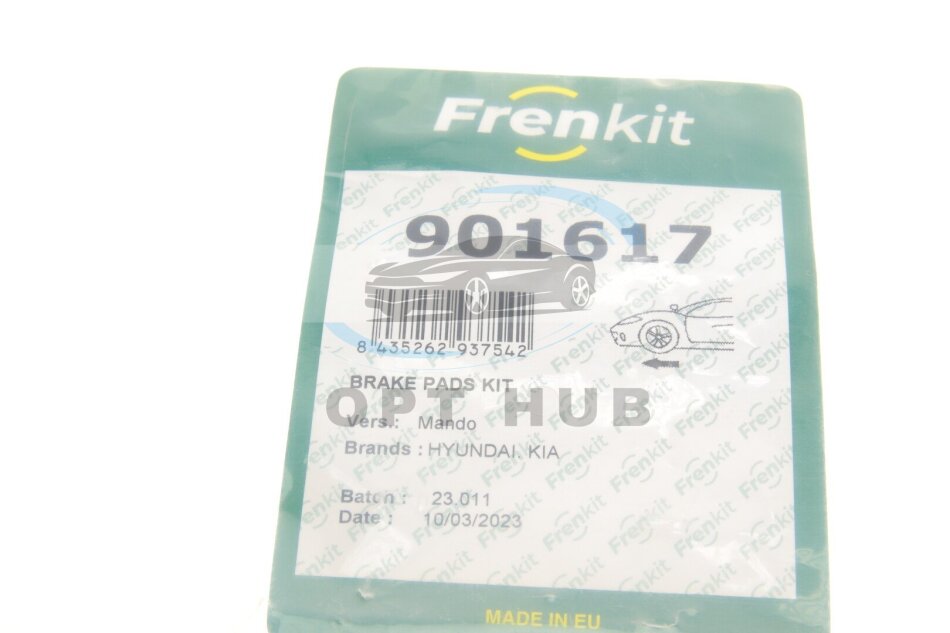 Frenkit
901617
8 435262 937542
BRAKE PADS KIT
OPT HUB
Vers.: Mando
Brands : HYUNDAI, KIA
Batch : 23.011
Date : 10/03/2023
MADE IN EU